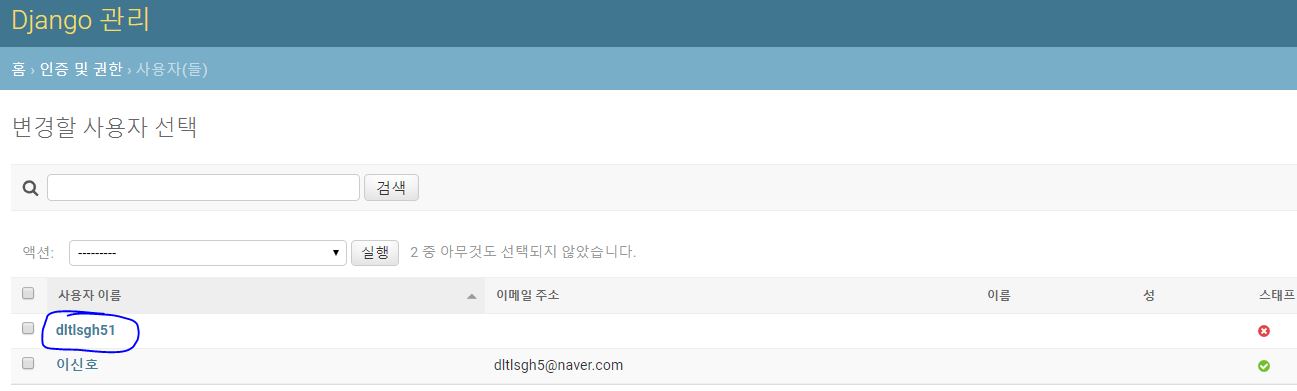 Django 관리
홈 › 인증 및 권한 › 사용자(들)
변경할 사용자 선택
검색
액션: --------- 실행 2 중 아무것도 선택되지 않았습니다.
사용자 이름 이메일 주소 이름 성 스태프
dltlsgh51
이신호 dltlsgh5@naver.com